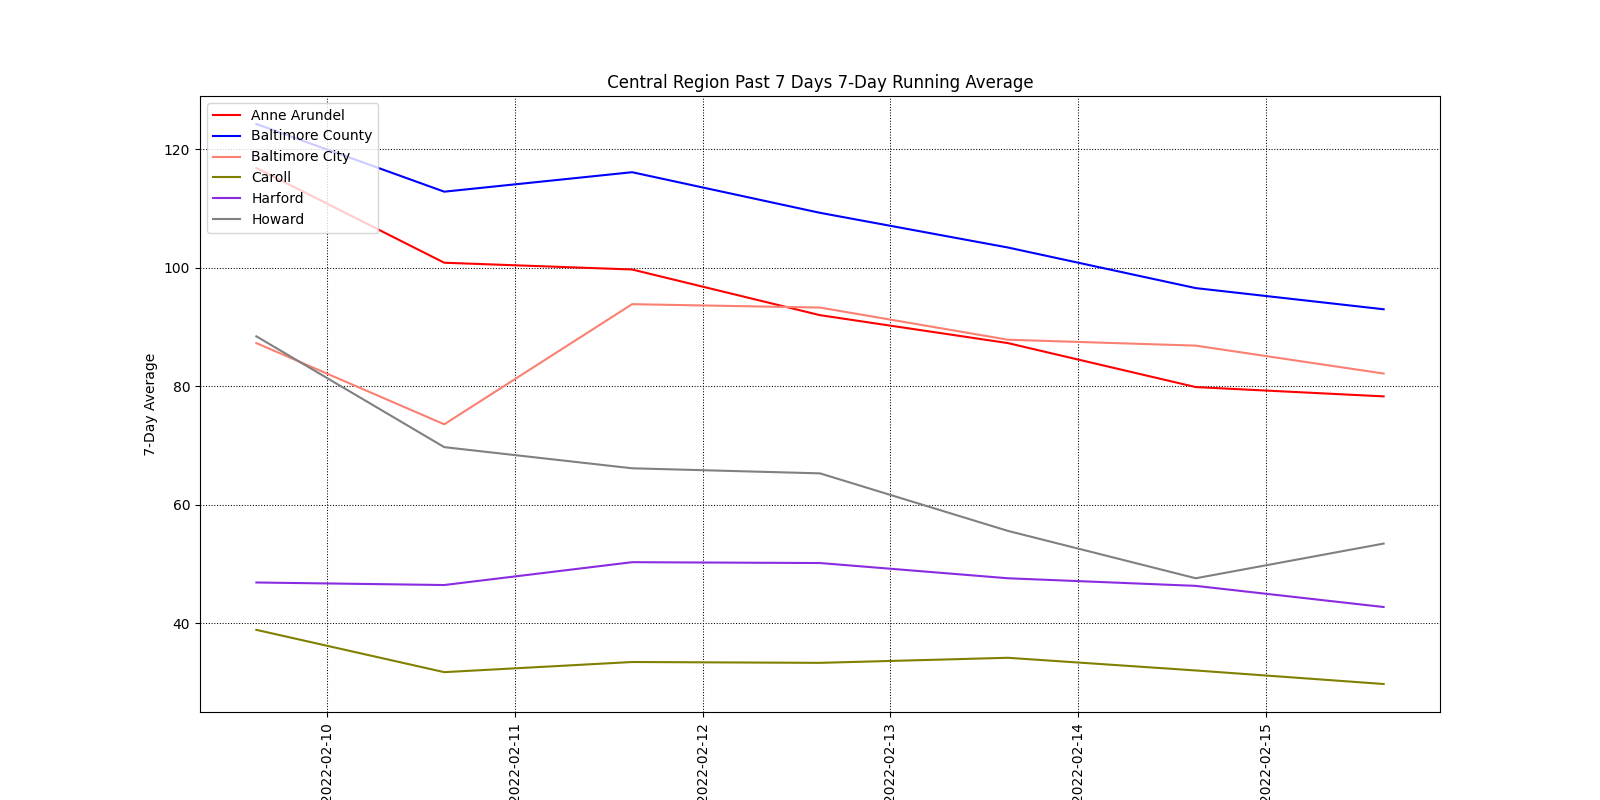 Central Region Past 7 Days 7-Day Running Average
Anne Arundel
Baltimore County
Baltimore City
Caroll
Harford
Howard
120
100
80
60
40
7-Day Average
2022-02-10
2022-02-11
2022-02-12
2022-02-13
2022-02-14
2022-02-15